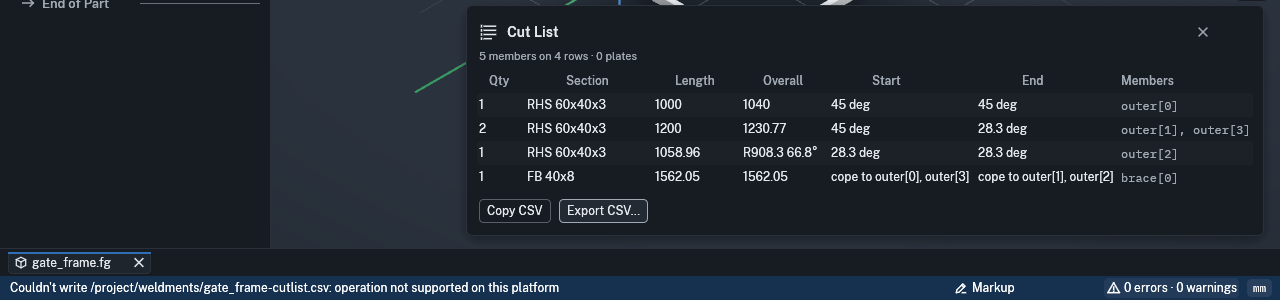 End of Part
Cut List
5 members on 4 rows · 0 plates
Qty Section Length Overall Start End Members
1 RHS 60x40x3 1000 1040 45 deg 45 deg outer[0]
2 RHS 60x40x3 1200 1230.77 45 deg 28.3 deg outer[1], outer[3]
1 RHS 60x40x3 1058.96 R908.3 66.8° 28.3 deg 28.3 deg outer[2]
1 FB 40x8 1562.05 1562.05 cope to outer[0], outer[3] cope to outer[1], outer[2] brace[0]
Copy CSV Export CSV...
gate_frame.fg
Couldn't write /project/weldments/gate_frame-cutlist.csv: operation not supported on this platform Markup 0 errors · 0 warnings mm